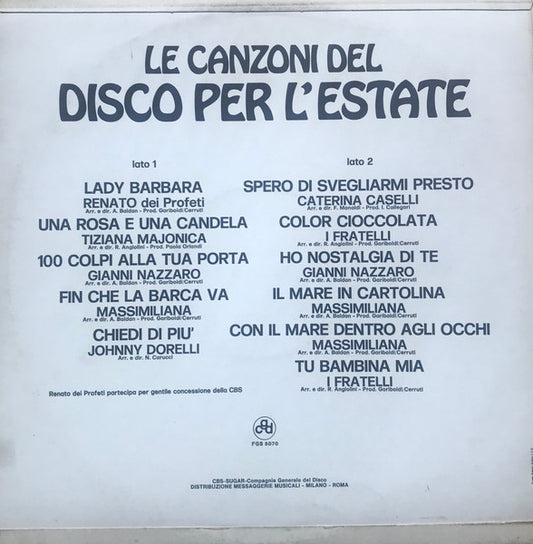 LE CANZONI DEL
DISCO PER L'ESTATE
lato 1
LADY BARBARA
RENATO dei Profeti
Arr. e dir. A. Baldan - Prod. Gariboldi/Cerruti
UNA ROSA E UNA CANDELA
TIZIANA MAJONICA
Arr. e dir. R. Angiolini - Prod. Paola Orlandi
100 COLPI ALLA TUA PORTA
GIANNI NAZZARO
Arr. e dir. A. Baldan - Prod. Gariboldi/Cerruti
FIN CHE LA BARCA VA
MASSIMILIANA
Arr. e dir. A. Baldan - Prod. Gariboldi/Cerruti
CHIEDI DI PIU'
JOHNNY DORELLI
Arr. e dir. N. Carucci
Renato dei Profeti partecipa per gentile concessione della CBS
lato 2
SPERO DI SVEGLIARMI PRESTO
CATERINA CASELLI
Arr. e dir. F. Monaldi - Prod. I. Callegari
COLOR CIOCCOLATA
I FRATELLI
Arr. e dir. R. Angiolini - Prod. Gariboldi/Cerruti
HO NOSTALGIA DI TE
GIANNI NAZZARO
Arr. e dir. A. Baldan - Prod. Gariboldi/Cerruti
IL MARE IN CARTOLINA
MASSIMILIANA
Arr. e dir. A. Baldan - Prod. Gariboldi/Cerruti
CON IL MARE DENTRO AGLI OCCHI
MASSIMILIANA
Arr. e dir. A. Baldan - Prod. Gariboldi/Cerruti
TU BAMBINA MIA
I FRATELLI
Arr. e dir. R. Angiolini - Prod. Gariboldi/Cerruti
FGS 5070
CBS-SUGAR-Compagnia Generale del Disco
DISTRIBUZIONE MESSAGGERIE MUSICALI - MILANO - ROMA